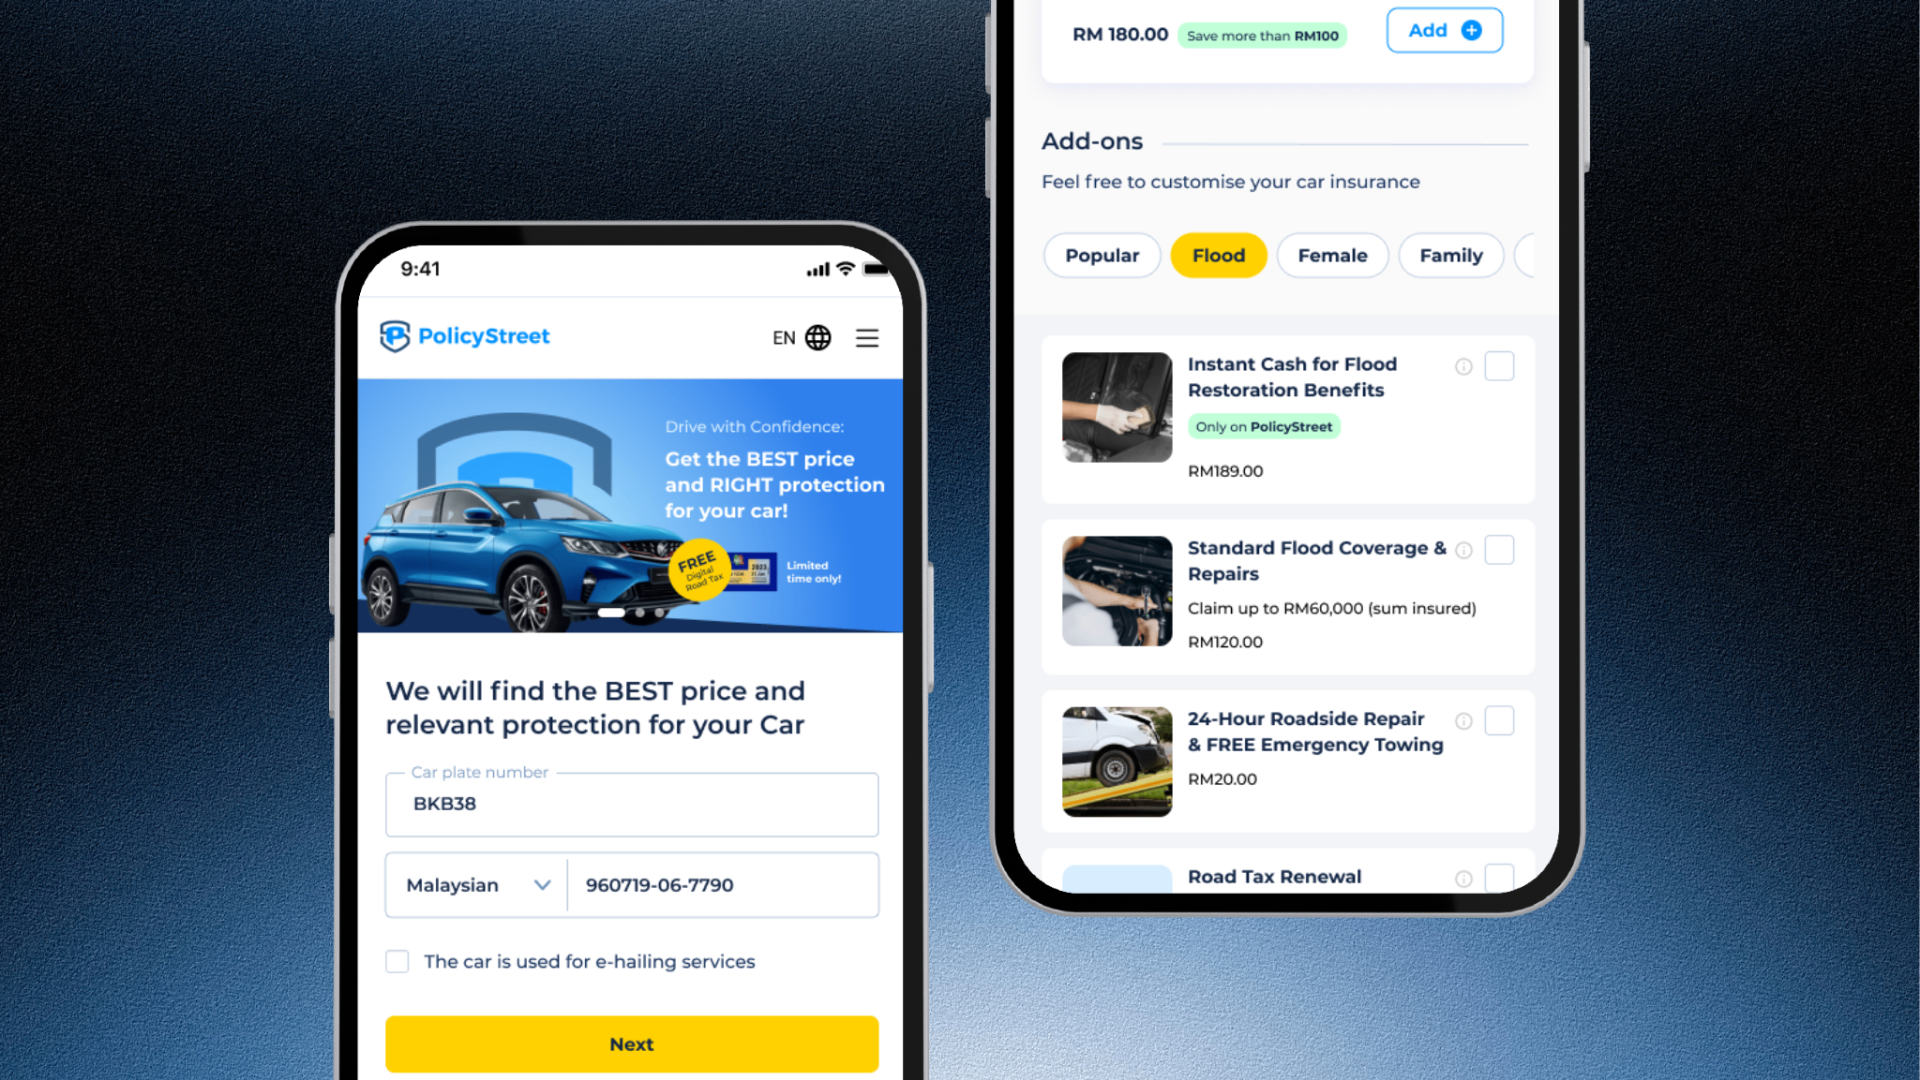 9:41
PolicyStreet
EN
Drive with Confidence:
Get the BEST price
and RIGHT protection
for your car!
FREE
Digital
Road Tax
2023
Limited
time only!
We will find the BEST price and
relevant protection for your Car
Car plate number
BKB38
Malaysian
960719-06-7790
The car is used for e-hailing services
Next
RM 180.00
Save more than RM100
Add
Add-ons
Feel free to customise your car insurance
Popular
Flood
Female
Family
Instant Cash for Flood
Restoration Benefits
Only on PolicyStreet
RM189.00
Standard Flood Coverage &
Repairs
Claim up to RM60,000 (sum insured)
RM120.00
24-Hour Roadside Repair
& FREE Emergency Towing
RM20.00
Road Tax Renewal